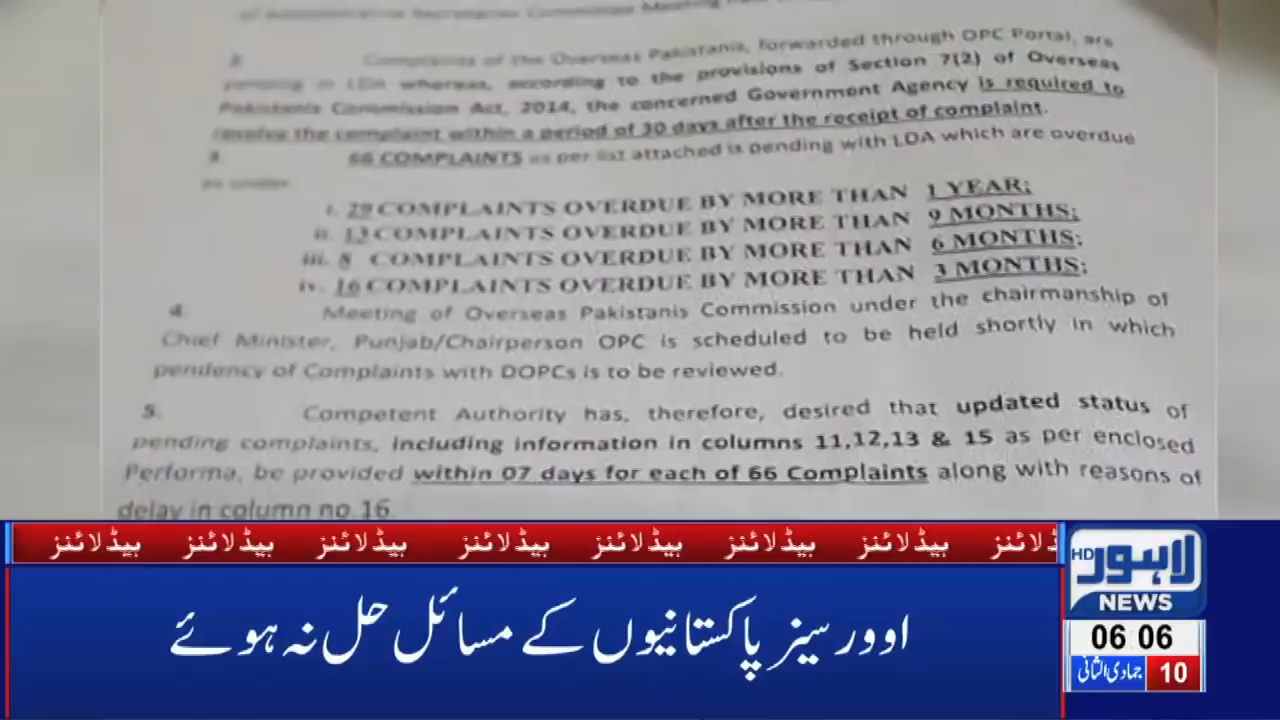 of Administrative Secretaries Committee Meeting
3. Complaints of the Overseas Pakistanis, forwarded through OPC Portal, are
pending in LDA whereas, according to the provisions of Section 7(2) of Overseas
Pakistanis Commission Act, 2014, the concerned Government Agency is required to
resolve the complaint within a period of 30 days after the receipt of complaint.
66 COMPLAINTS as per list attached is pending with LDA which are overdue
as under:
i. 29 COMPLAINTS OVERDUE BY MORE THAN 1 YEAR;
ii. 13 COMPLAINTS OVERDUE BY MORE THAN 9 MONTHS;
iii. 8 COMPLAINTS OVERDUE BY MORE THAN 6 MONTHS;
iv. 16 COMPLAINTS OVERDUE BY MORE THAN 3 MONTHS;
4. Meeting of Overseas Pakistanis Commission under the chairmanship of
Chief Minister, Punjab/Chairperson OPC is scheduled to be held shortly in which
pendency of Complaints with DOPCs is to be reviewed.
5. Competent Authority has, therefore, desired that updated status of
pending complaints, including information in columns 11,12,13 & 15 as per enclosed
Performa, be provided within 07 days for each of 66 Complaints along with reasons of
delay in column no.16
ہیڈلائنز ہیڈلائنز ہیڈلائنز ہیڈلائنز ہیڈلائنز ہیڈلائنز ہیڈلائنز ڈلائنز
اوورسیز پاکستانیوں کے مسائل حل نہ ہوئے
HD لاہور
NEWS
06 06
10 جمادی الثانی